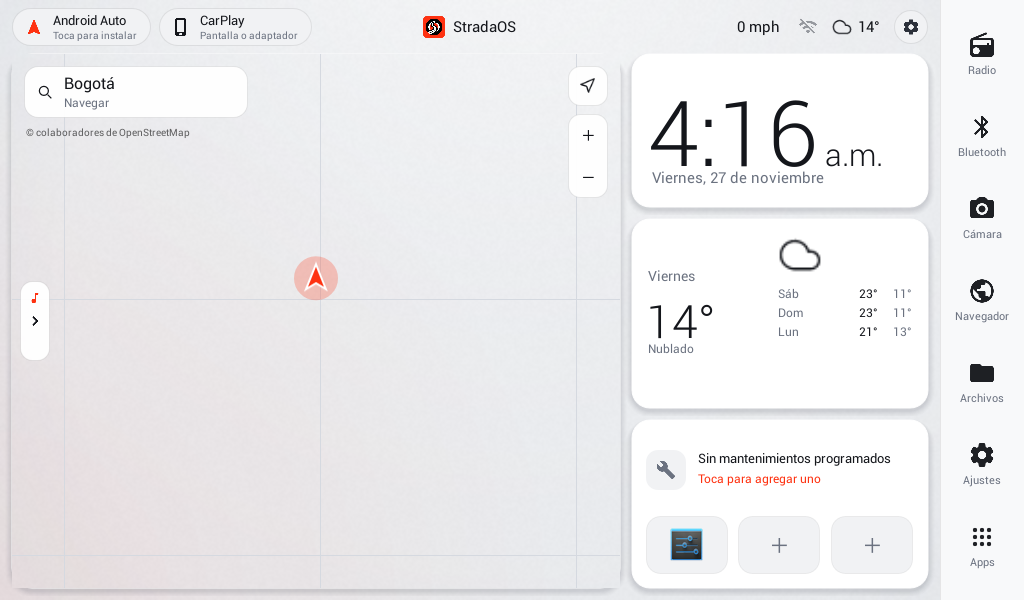 Android Auto
Toca para instalar
CarPlay
Pantalla o adaptador
StradaOS
0 mph
14°
Bogotá
Navegar
© colaboradores de OpenStreetMap
+
−
4:16 a.m.
Viernes, 27 de noviembre
Viernes
14°
Nublado
Sáb 23° 11°
Dom 23° 11°
Lun 21° 13°
Sin mantenimientos programados
Toca para agregar uno
+
+
Radio
Bluetooth
Cámara
Navegador
Archivos
Ajustes
Apps